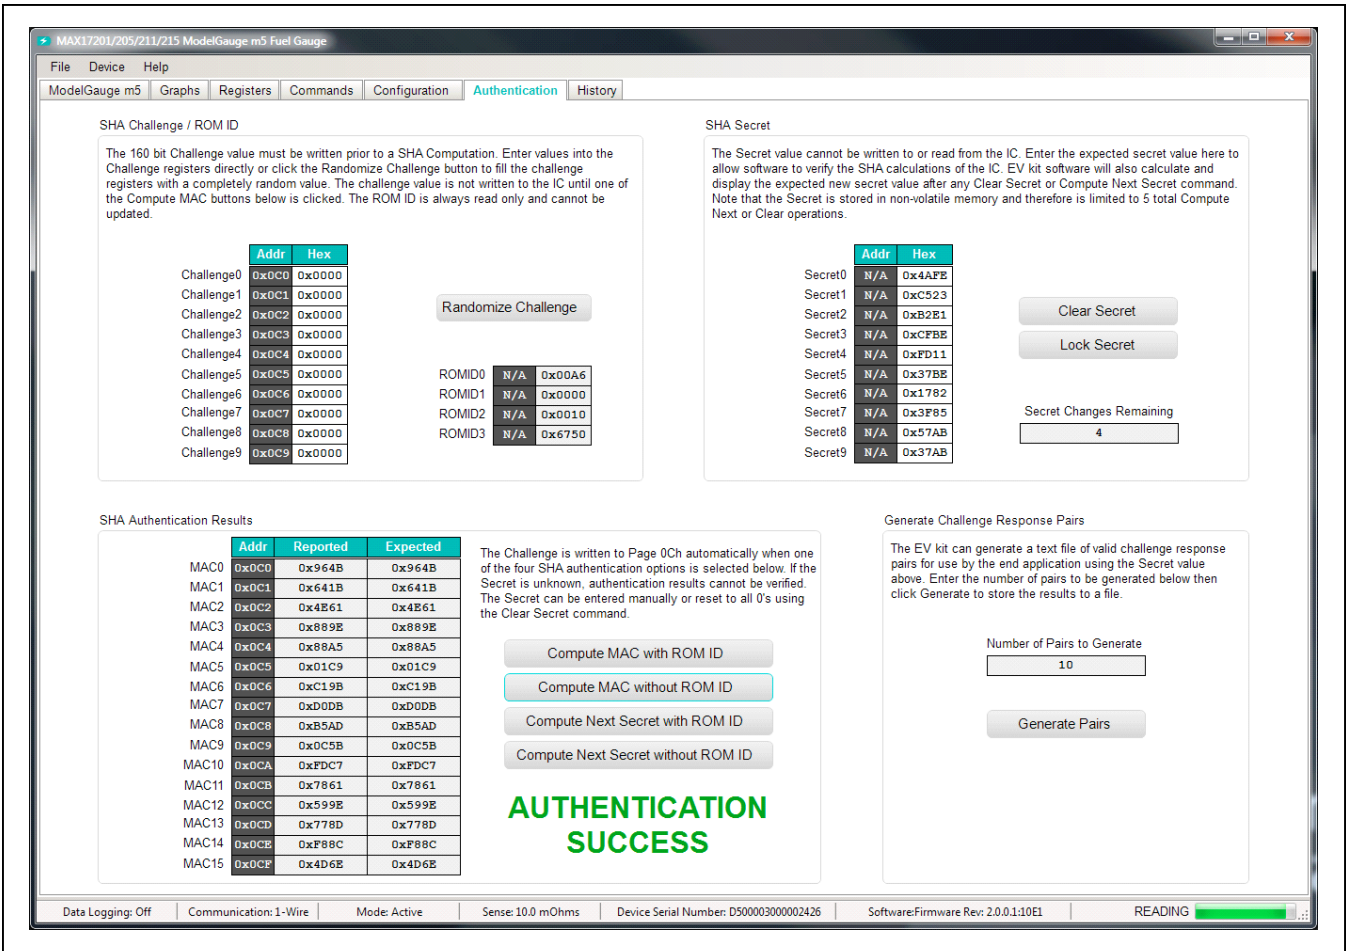 MAX17201/205/211/215 ModelGauge m5 Fuel Gauge
File Device Help
ModelGauge m5 Graphs Registers Commands Configuration Authentication History
SHA Challenge / ROM ID
The 160 bit Challenge value must be written prior to a SHA Computation. Enter values into the
Challenge registers directly or click the Randomize Challenge button to fill the challenge
registers with a completely random value. The challenge value is not written to the IC until one of
the Compute MAC buttons below is clicked. The ROM ID is always read only and cannot be
updated.
Addr Hex
Challenge0 0x0C0 0x0000
Challenge1 0x0C1 0x0000
Challenge2 0x0C2 0x0000
Challenge3 0x0C3 0x0000
Challenge4 0x0C4 0x0000
Challenge5 0x0C5 0x0000
Challenge6 0x0C6 0x0000
Challenge7 0x0C7 0x0000
Challenge8 0x0C8 0x0000
Challenge9 0x0C9 0x0000
Randomize Challenge
ROMID0 N/A 0x00A6
ROMID1 N/A 0x0000
ROMID2 N/A 0x0010
ROMID3 N/A 0x6750
SHA Secret
The Secret value cannot be written to or read from the IC. Enter the expected secret value here to
allow software to verify the SHA calculations of the IC. EV kit software will also calculate and
display the expected new secret value after any Clear Secret or Compute Next Secret command.
Note that the Secret is stored in non-volatile memory and therefore is limited to 5 total Compute
Next or Clear operations.
Addr Hex
Secret0 N/A 0x4AFE
Secret1 N/A 0xC523
Secret2 N/A 0xB2E1
Secret3 N/A 0xCFBE
Secret4 N/A 0xFD11
Secret5 N/A 0x37BE
Secret6 N/A 0x1782
Secret7 N/A 0x3F85
Secret8 N/A 0x57AB
Secret9 N/A 0x37AB
Clear Secret
Lock Secret
Secret Changes Remaining
4
SHA Authentication Results
Addr Reported Expected
MAC0 0x0C0 0x964B 0x964B
MAC1 0x0C1 0x641B 0x641B
MAC2 0x0C2 0x4E61 0x4E61
MAC3 0x0C3 0x889E 0x889E
MAC4 0x0C4 0x88A5 0x88A5
MAC5 0x0C5 0x01C9 0x01C9
MAC6 0x0C6 0xC19B 0xC19B
MAC7 0x0C7 0xD0DB 0xD0DB
MAC8 0x0C8 0xB5AD 0xB5AD
MAC9 0x0C9 0x0C5B 0x0C5B
MAC10 0x0CA 0xFDC7 0xFDC7
MAC11 0x0CB 0x7861 0x7861
MAC12 0x0CC 0x599E 0x599E
MAC13 0x0CD 0x778D 0x778D
MAC14 0x0CE 0xF88C 0xF88C
MAC15 0x0CF 0x4D6E 0x4D6E
The Challenge is written to Page 0Ch automatically when one
of the four SHA authentication options is selected below. If the
Secret is unknown, authentication results cannot be verified.
The Secret can be entered manually or reset to all 0's using
the Clear Secret command.
Compute MAC with ROM ID
Compute MAC without ROM ID
Compute Next Secret with ROM ID
Compute Next Secret without ROM ID
AUTHENTICATION
SUCCESS
Generate Challenge Response Pairs
The EV kit can generate a text file of valid challenge response
pairs for use by the end application using the Secret value
above. Enter the number of pairs to be generated below then
click Generate to store the results to a file.
Number of Pairs to Generate
10
Generate Pairs
Data Logging: Off Communication: 1-Wire Mode: Active Sense: 10.0 mOhms Device Serial Number: D500003000002426 Software:Firmware Rev: 2.0.0.1:10E1 READING